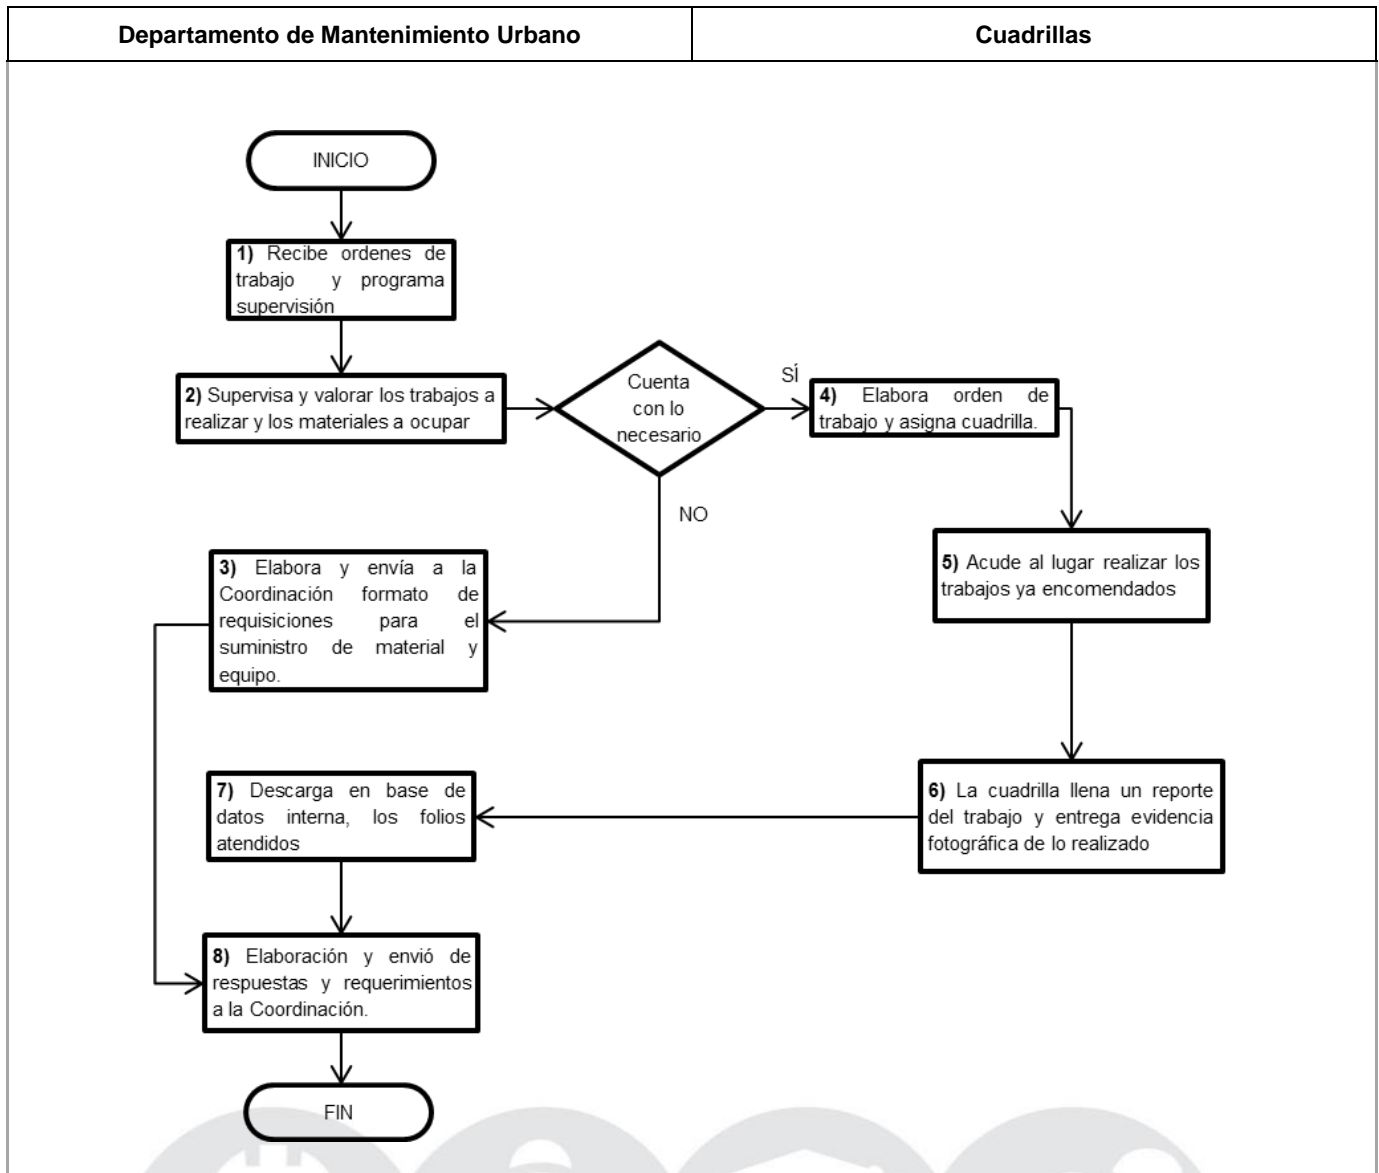 Departamento de Mantenimiento Urbano
Cuadrillas
INICIO
1) Recibe ordenes de
trabajo y programa
supervisión
2) Supervisa y valorar los trabajos a
realizar y los materiales a ocupar
Cuenta
con lo
necesario
SÍ
4) Elabora orden de
trabajo y asigna cuadrilla.
NO
3) Elabora y envía a la
Coordinación formato de
requisiciones para el
suministro de material y
equipo.
5) Acude al lugar realizar los
trabajos ya encomendados
7) Descarga en base de
datos interna, los folios
atendidos
6) La cuadrilla llena un reporte
del trabajo y entrega evidencia
fotográfica de lo realizado
8) Elaboración y envió de
respuestas y requerimientos
a la Coordinación.
FIN